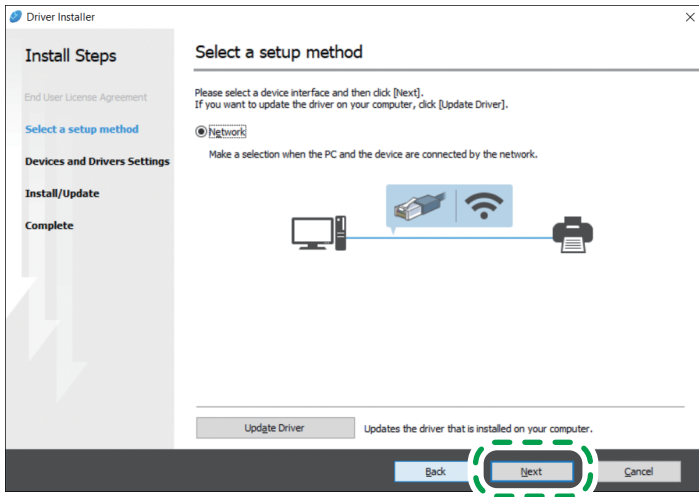 Driver Installer
Install Steps
End User License Agreement
Select a setup method
Devices and Drivers Settings
Install/Update
Complete
Select a setup method
Please select a device interface and then click [Next].
If you want to update the driver on your computer, click [Update Driver].
Network
Make a selection when the PC and the device are connected by the network.
Update Driver
Updates the driver that is installed on your computer.
Back
Next
Cancel